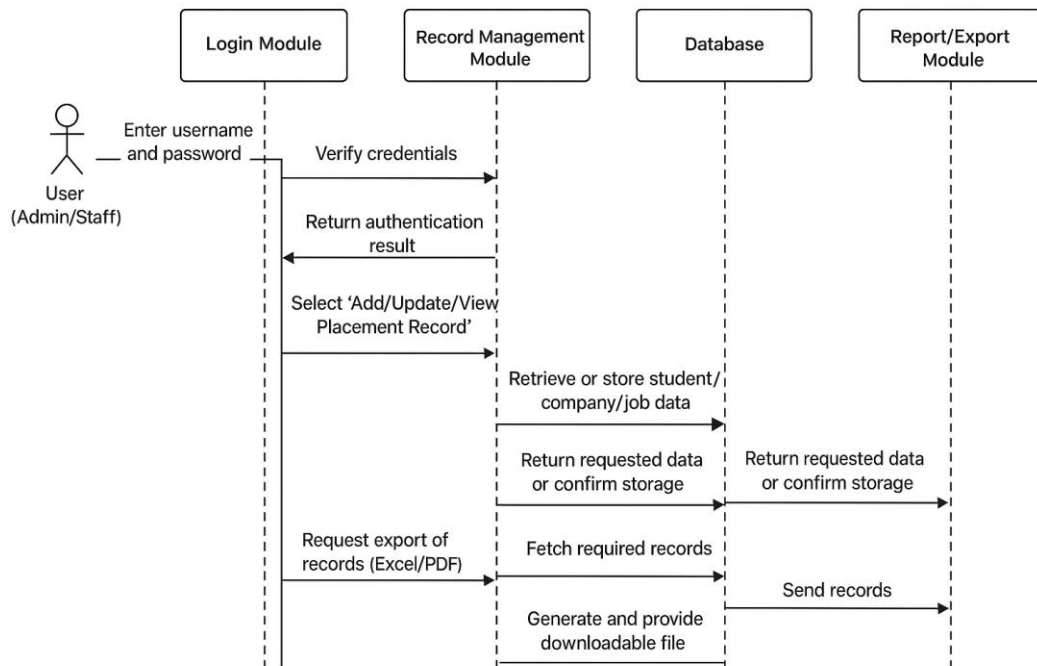 Login Module
Record Management
Module
Database
Report/Export
Module
Enter username
and password
User
(Admin/Staff)
Verify credentials
Return authentication
result
Select ‘Add/Update/View
Placement Record’
Retrieve or store student/
company/job data
Return requested data
or confirm storage
Return requested data
or confirm storage
Request export of
records (Excel/PDF)
Fetch required records
Send records
Generate and provide
downloadable file